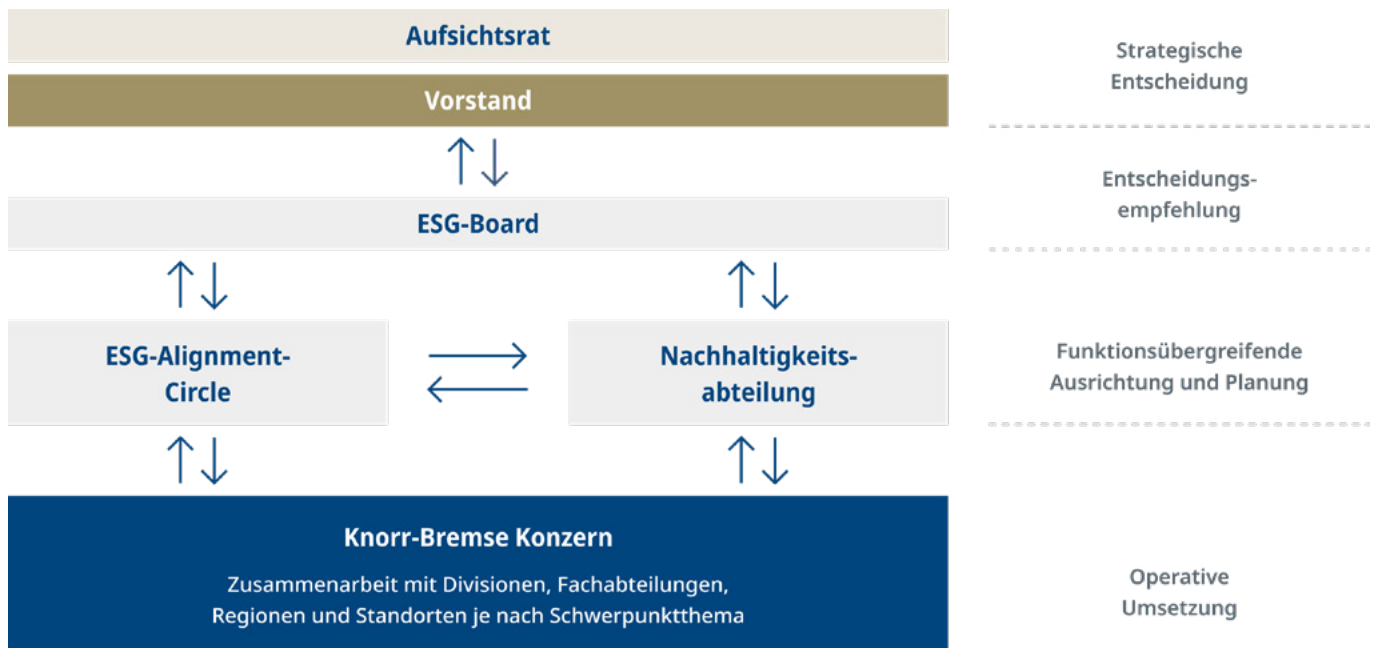 Aufsichtsrat
Vorstand
Strategische
Entscheidung
ESG-Board
Entscheidungs-
empfehlung
ESG-Alignment-
Circle
Nachhaltigkeits-
abteilung
Funktionsübergreifende
Ausrichtung und Planung
Knorr-Bremse Konzern
Zusammenarbeit mit Divisionen, Fachabteilungen,
Regionen und Standorten je nach Schwerpunktthema
Operative
Umsetzung